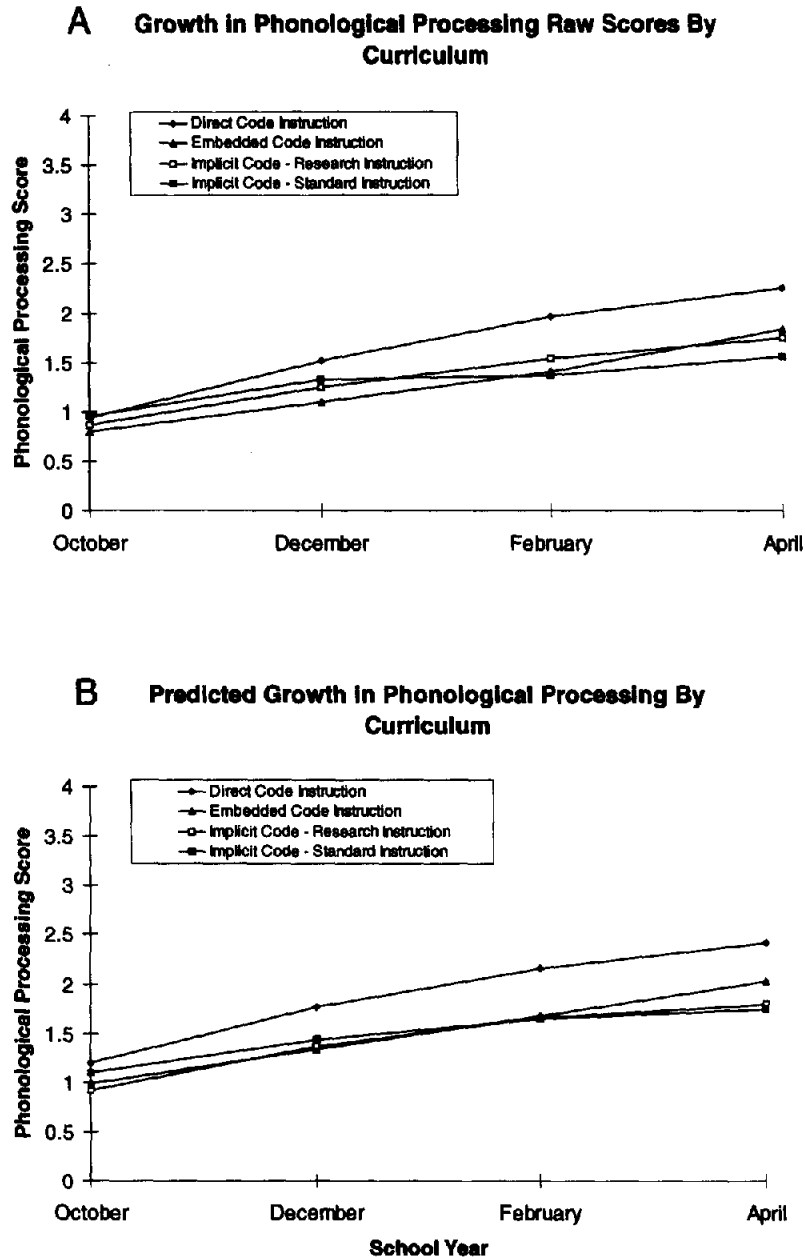 A
Growth in Phonological Processing Raw Scores By
Curriculum
Direct Code Instruction
Embedded Code Instruction
Implicit Code - Research Instruction
Implicit Code - Standard Instruction
Phonological Processing Score
4
3.5
3
2.5
2
1.5
1
0.5
0
October December February April
B
Predicted Growth in Phonological Processing By
Curriculum
Direct Code Instruction
Embedded Code Instruction
Implicit Code - Research Instruction
Implicit Code - Standard Instruction
Phonological Processing Score
4
3.5
3
2.5
2
1.5
1
0.5
0
October December February April
School Year